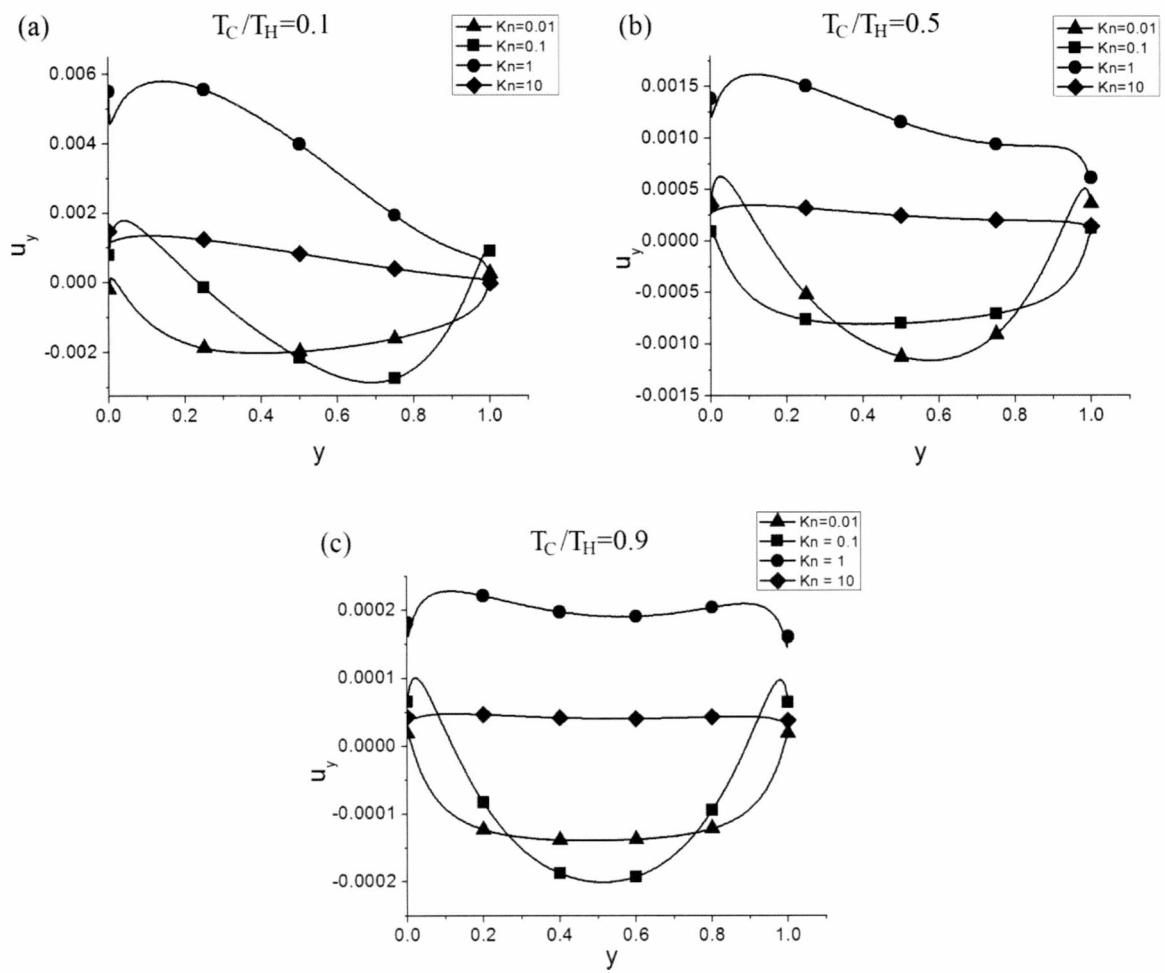 (a)
T_C/T_H=0.1
Kn=0.01
Kn=0.1
Kn=1
Kn=10
0.006
0.004
0.002
0.000
-0.002
u_y
0.0 0.2 0.4 0.6 0.8 1.0
y
(b)
T_C/T_H=0.5
Kn=0.01
Kn=0.1
Kn=1
Kn=10
0.0015
0.0010
0.0005
0.0000
-0.0005
-0.0010
-0.0015
u_y
0.0 0.2 0.4 0.6 0.8 1.0
y
(c)
T_C/T_H=0.9
Kn=0.01
Kn = 0.1
Kn = 1
Kn = 10
0.0002
0.0001
0.0000
-0.0001
-0.0002
u_y
0.0 0.2 0.4 0.6 0.8 1.0
y